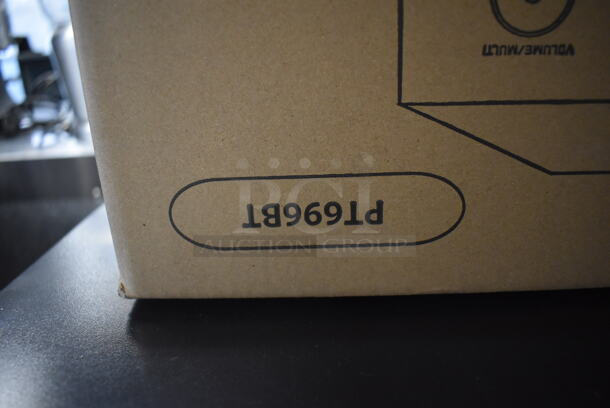 VOLUME/MULTI
PT696BT
PCI
AUCTION GROUP